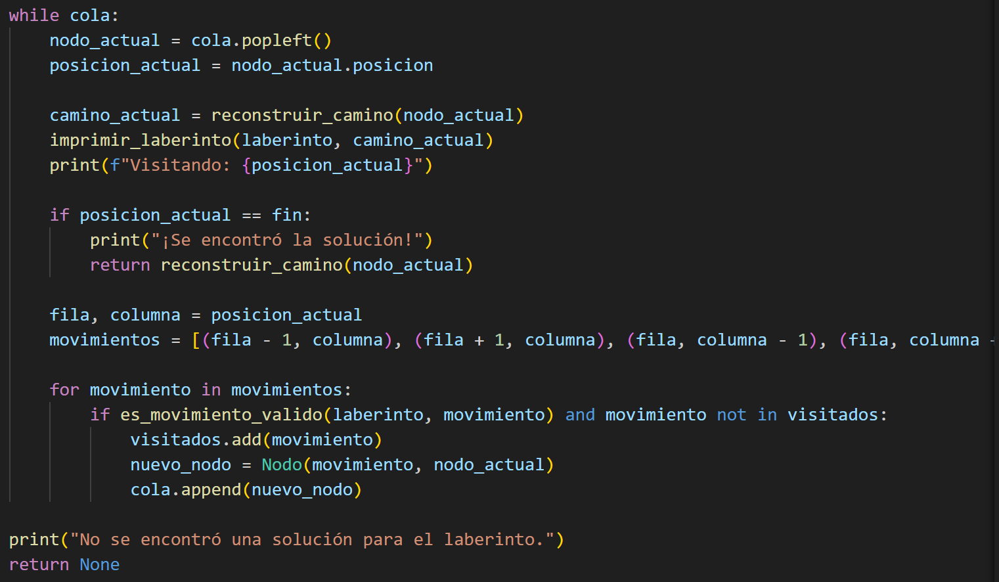 while cola:
    nodo_actual = cola.popleft()
    posicion_actual = nodo_actual.posicion

    camino_actual = reconstruir_camino(nodo_actual)
    imprimir_laberinto(laberinto, camino_actual)
    print(f"Visitando: {posicion_actual}")

    if posicion_actual == fin:
        print("¡Se encontró la solución!")
        return reconstruir_camino(nodo_actual)

    fila, columna = posicion_actual
    movimientos = [(fila - 1, columna), (fila + 1, columna), (fila, columna - 1), (fila, columna

    for movimiento in movimientos:
        if es_movimiento_valido(laberinto, movimiento) and movimiento not in visitados:
            visitados.add(movimiento)
            nuevo_nodo = Nodo(movimiento, nodo_actual)
            cola.append(nuevo_nodo)

print("No se encontró una solución para el laberinto.")
return None